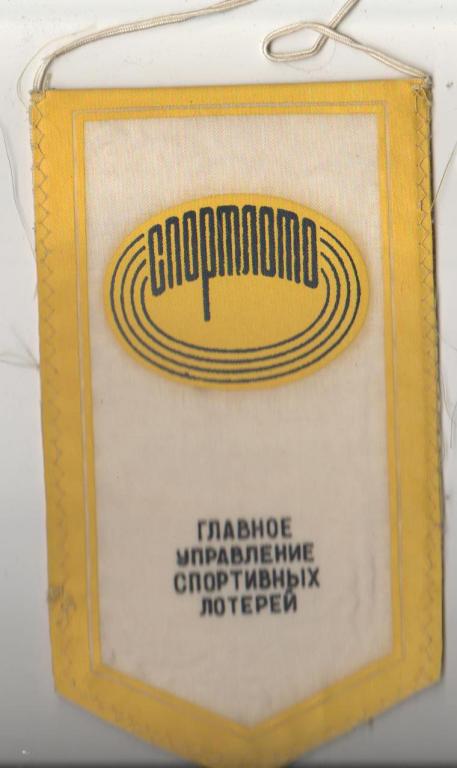 спортлото
ГЛАВНОЕ
УПРАВЛЕНИЕ
СПОРТИВНЫХ
ЛОТЕРЕЙ